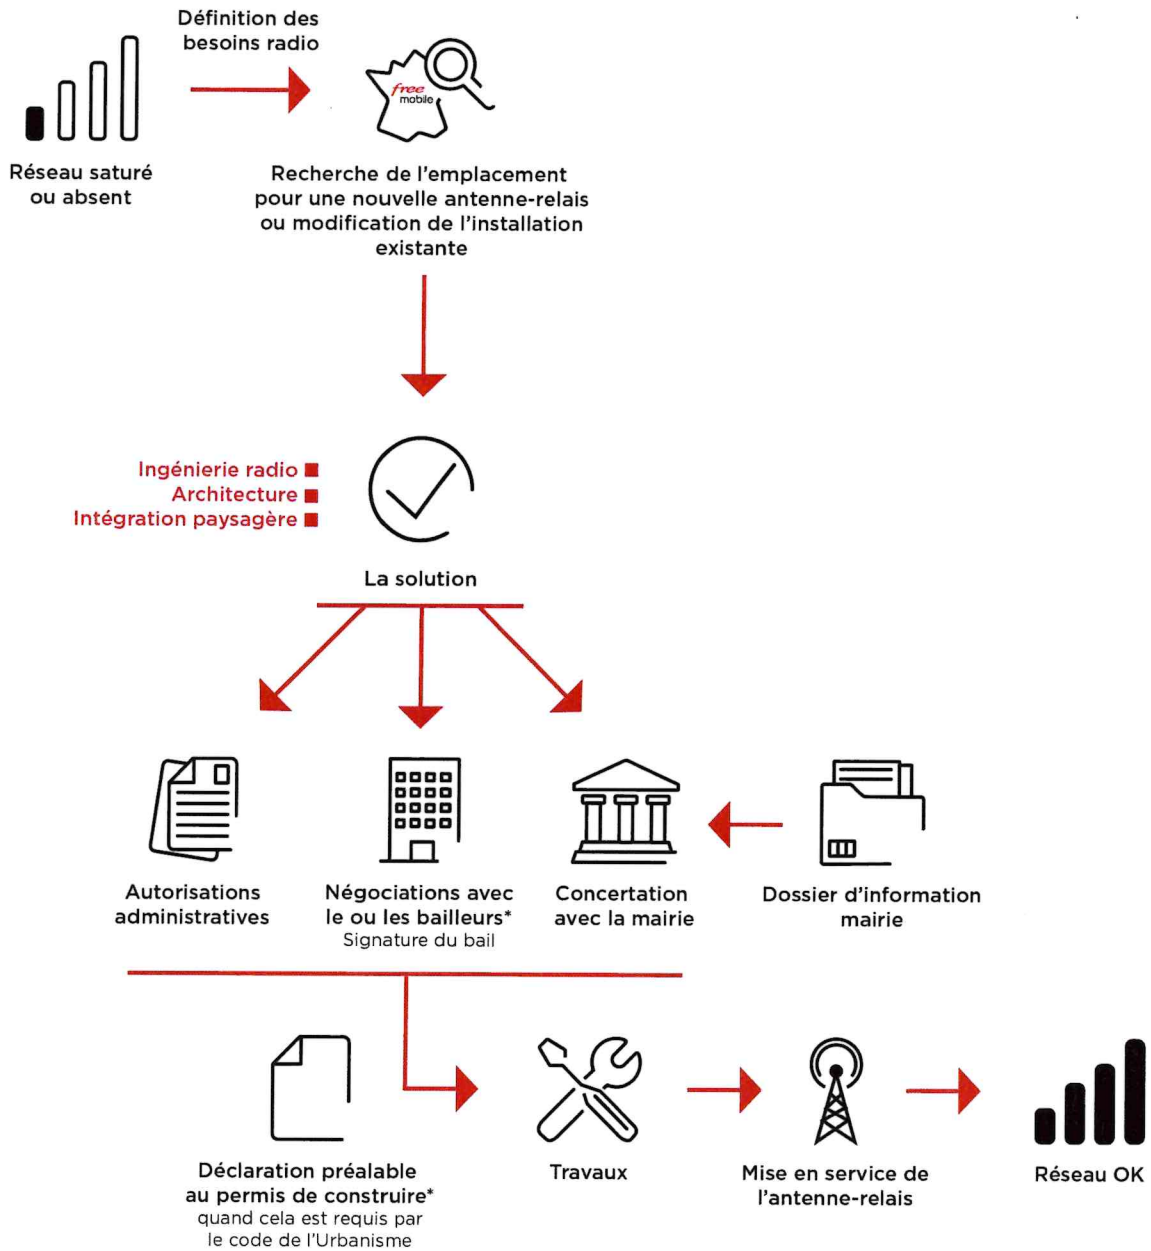 Définition des
besoins radio
free
mobile
Réseau saturé
ou absent
Recherche de l'emplacement
pour une nouvelle antenne-relais
ou modification de l'installation
existante
Ingénierie radio
Architecture
Intégration paysagère
La solution
Autorisations
administratives
Négociations avec
le ou les bailleurs*
Signature du bail
Concertation
avec la mairie
Dossier d'information
mairie
Déclaration préalable
au permis de construire*
quand cela est requis par
le code de l'Urbanisme
Travaux
Mise en service de
l'antenne-relais
Réseau OK